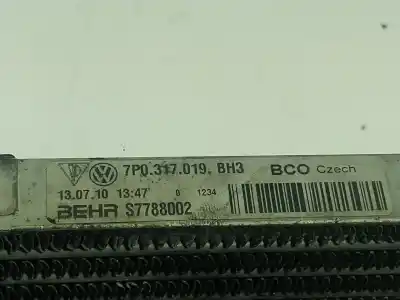 7P0.317.019. BH3 BCO Czech
13.07.10 13:47 0 1234
BEHR S7788002